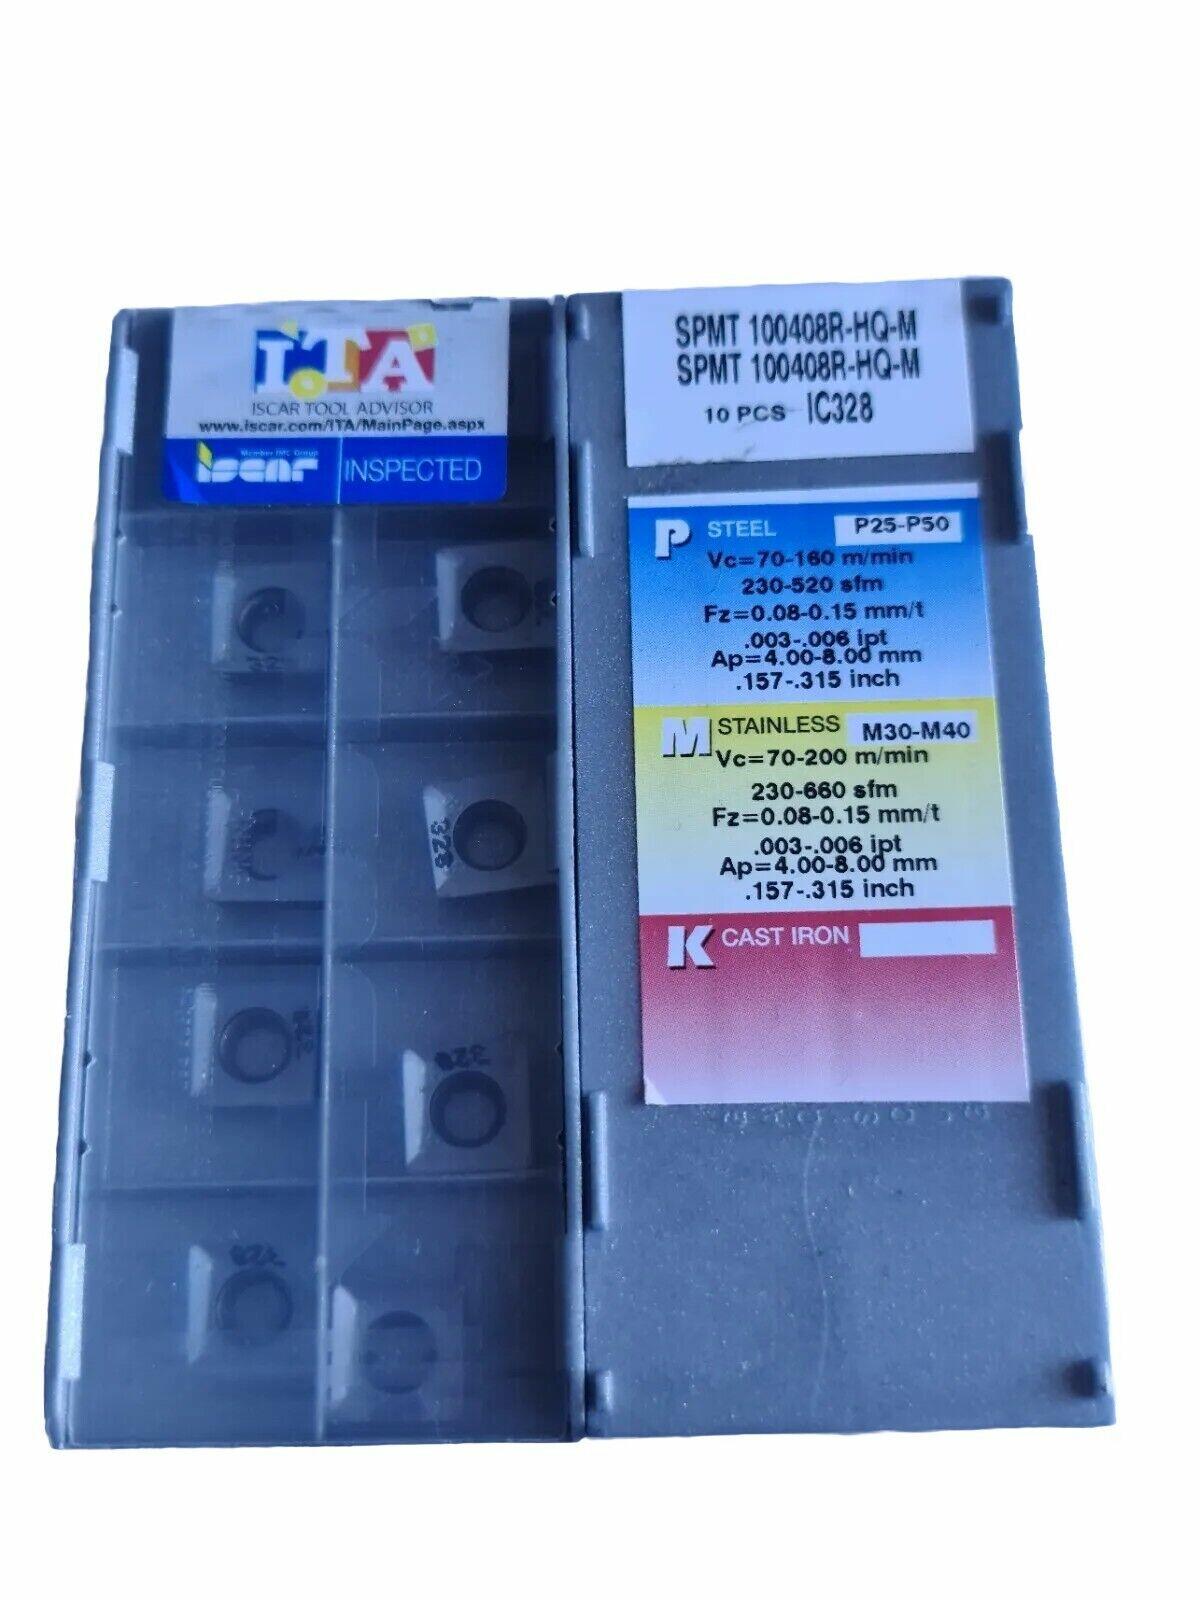 ITA
ISCAR TOOL ADVISOR
www.iscar.com/ITA/MainPage.aspx
Member IMC Group
iscar INSPECTED
328
328
328
SPMT 100408R-HQ-M
SPMT 100408R-HQ-M
10 PCS IC328
P STEEL P25-P50
Vc=70-160 m/min
230-520 sfm
Fz=0.08-0.15 mm/t
.003-.006 ipt
Ap=4.00-8.00 mm
.157-.315 inch
M STAINLESS M30-M40
Vc=70-200 m/min
230-660 sfm
Fz=0.08-0.15 mm/t
.003-.006 ipt
Ap=4.00-8.00 mm
.157-.315 inch
K CAST IRON